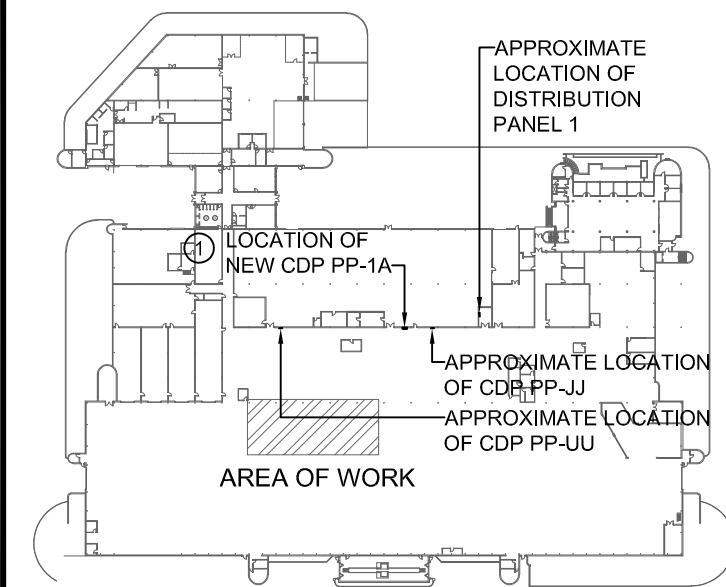 APPROXIMATE
LOCATION OF
DISTRIBUTION
PANEL 1
1
LOCATION OF
NEW CDP PP-1A
APPROXIMATE LOCATION
OF CDP PP-JJ
APPROXIMATE LOCATION
OF CDP PP-UU
AREA OF WORK